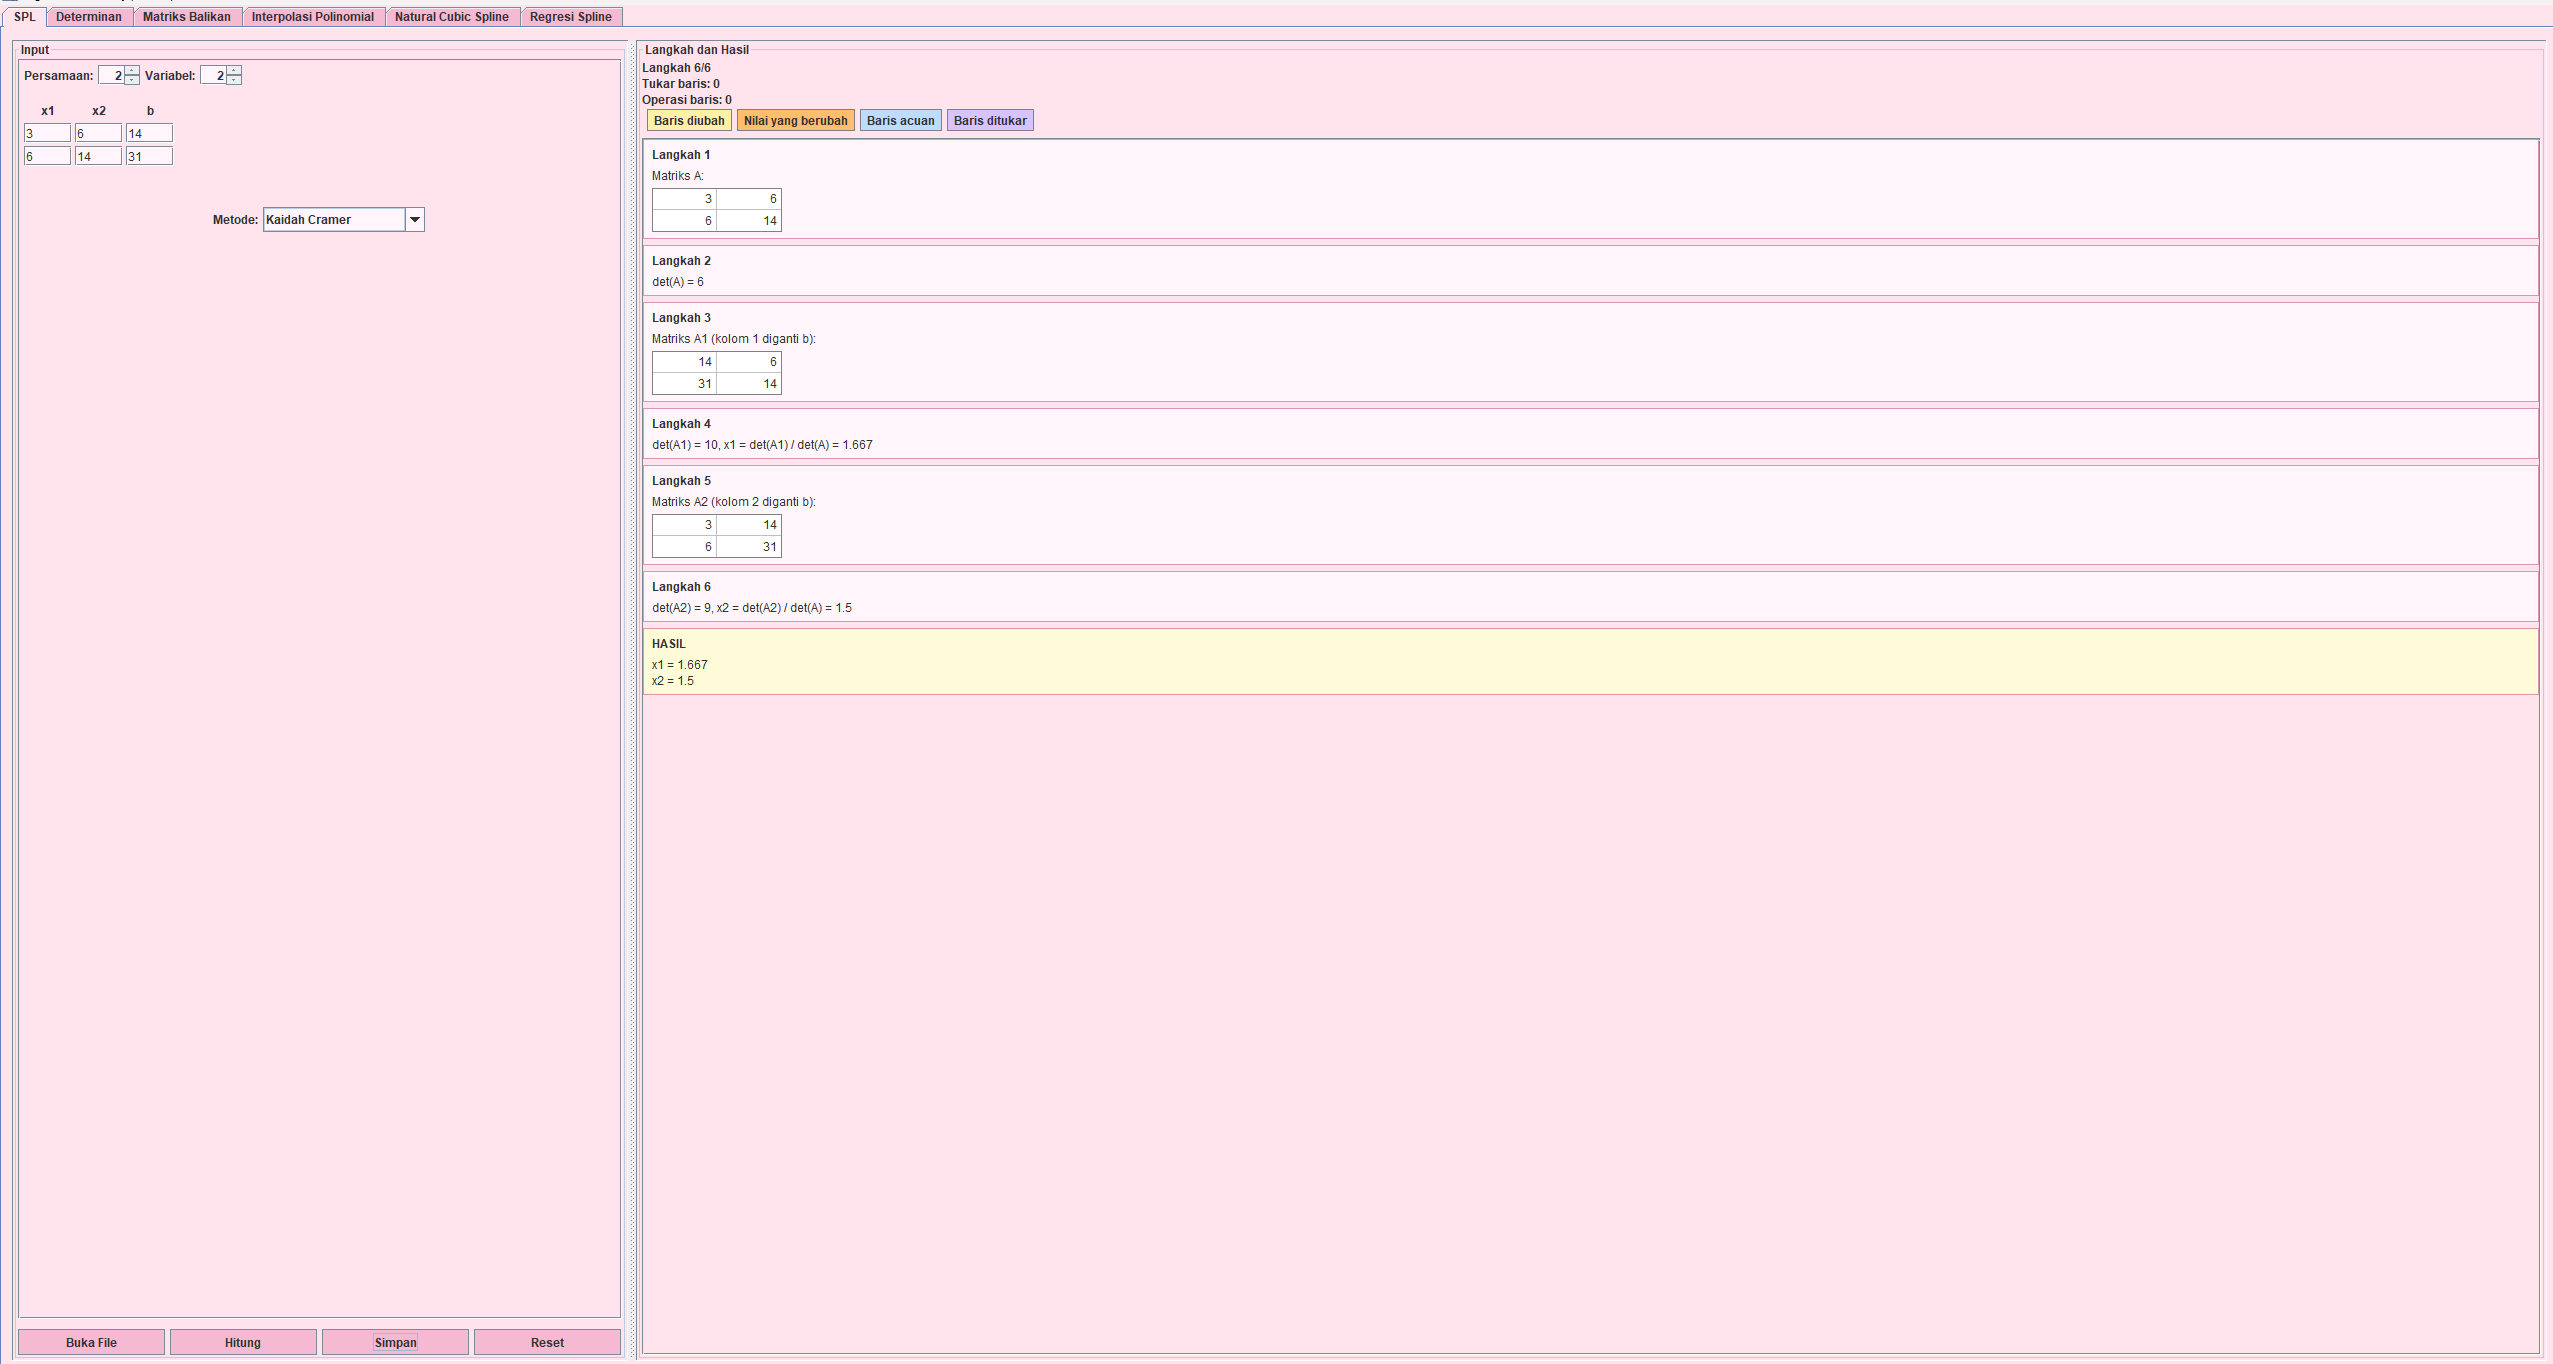 SPL Determinan Matriks Balikan Interpolasi Polinomial Natural Cubic Spline Regresi Spline
Input
Persamaan: 2 Variabel: 2
x1 x2 b
3 6 14
6 14 31
Metode: Kaidah Cramer
Buka File Hitung Simpan Reset
Langkah dan Hasil
Langkah 6/6
Tukar baris: 0
Operasi baris: 0
Baris diubah Nilai yang berubah Baris acuan Baris ditukar
Langkah 1
Matriks A:
3 6
6 14
Langkah 2
det(A) = 6
Langkah 3
Matriks A1 (kolom 1 diganti b):
14 6
31 14
Langkah 4
det(A1) = 10, x1 = det(A1) / det(A) = 1.667
Langkah 5
Matriks A2 (kolom 2 diganti b):
3 14
6 31
Langkah 6
det(A2) = 9, x2 = det(A2) / det(A) = 1.5
HASIL
x1 = 1.667
x2 = 1.5